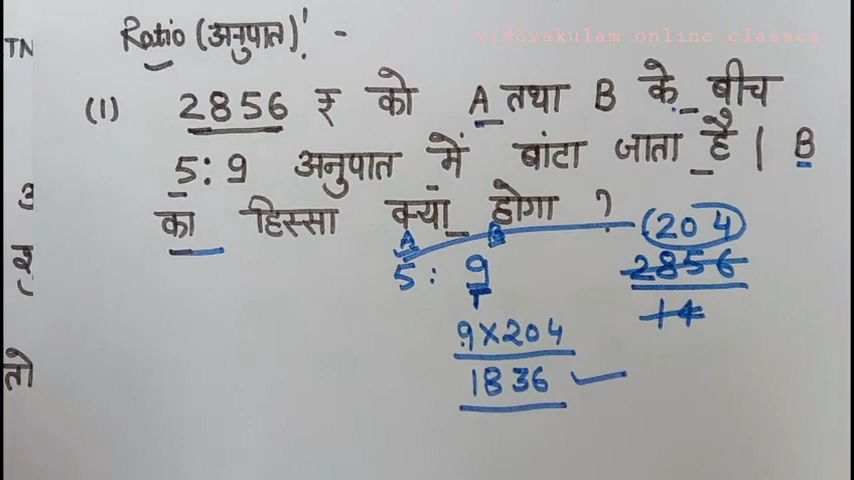 Ratio (अनुपात)! -
vidhyakulam online classes
TN
(1) 2856 ₹ को A तथा B के बीच
5:9 अनुपात में बांटा जाता है | B
का हिस्सा क्या होगा ?
A B 204
5 : 9 2856
14
9×204
1836
तो